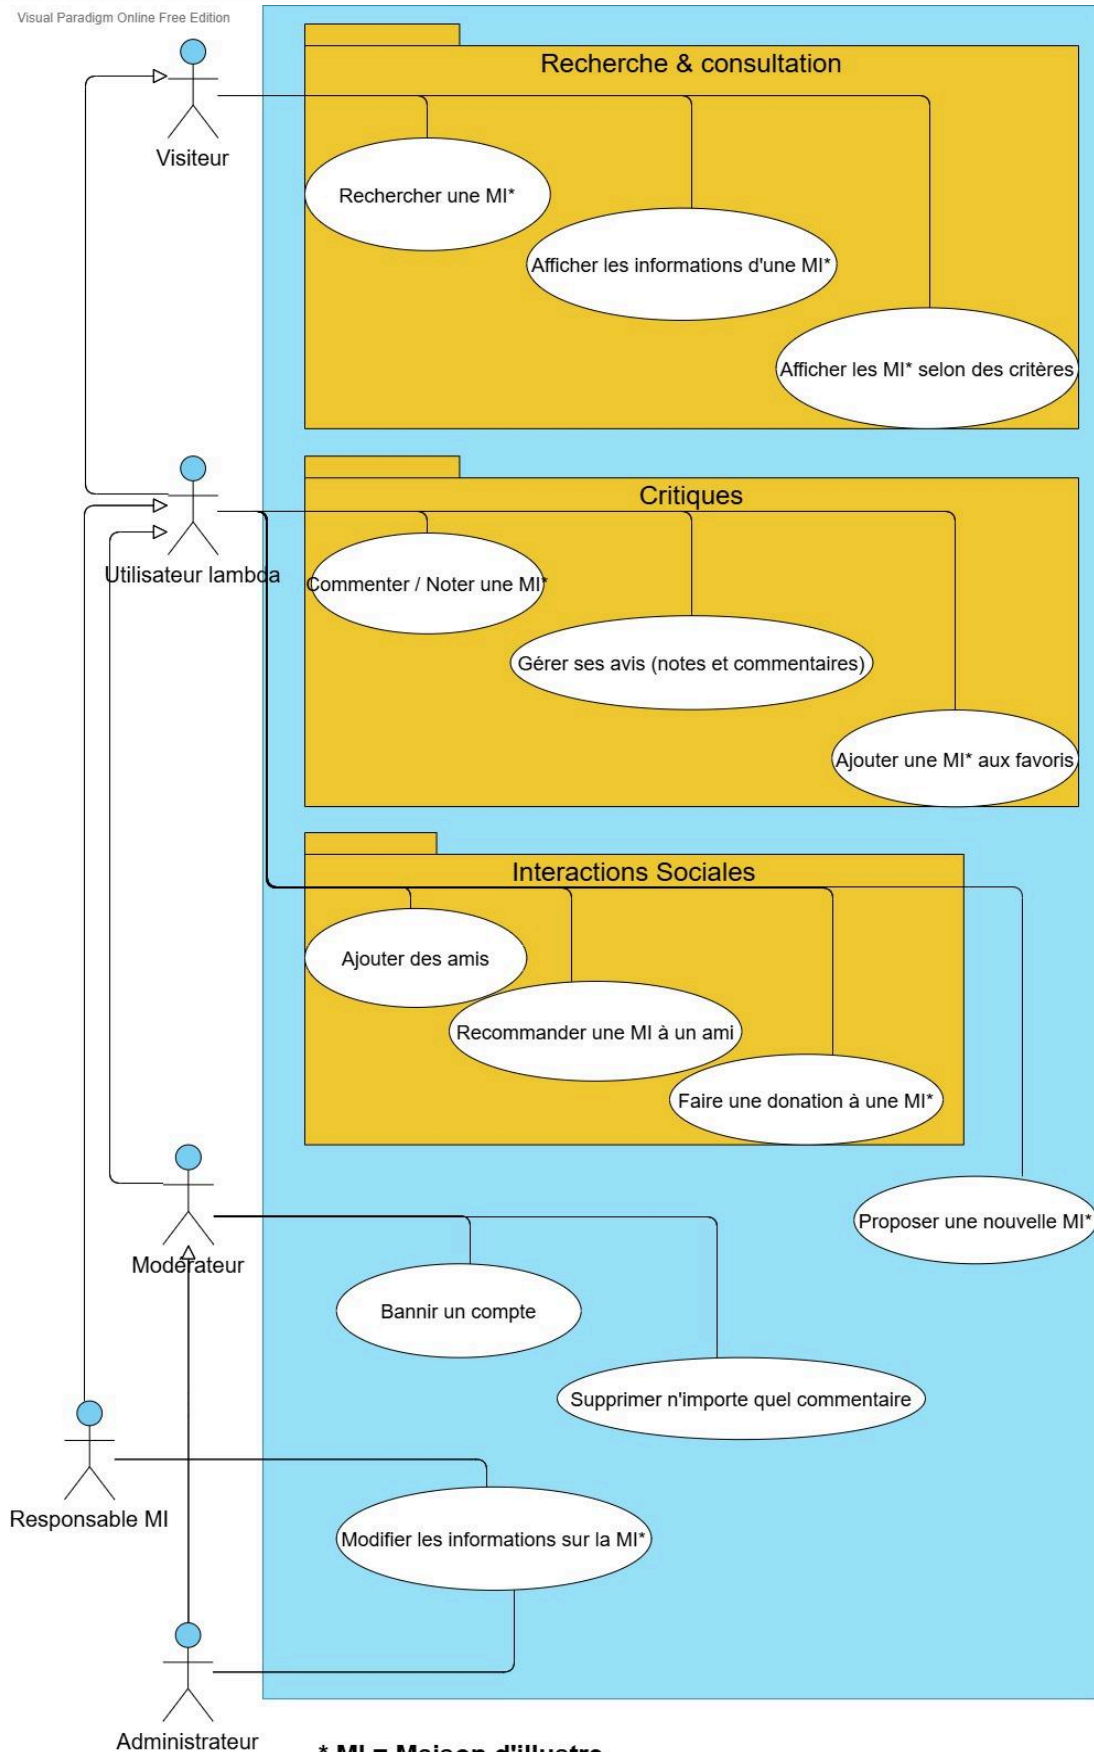 Visual Paradigm Online Free Edition
Recherche & consultation
Visiteur
Rechercher une MI*
Afficher les informations d'une MI*
Afficher les MI* selon des critères
Critiques
Utilisateur lambda
Commenter / Noter une MI*
Gérer ses avis (notes et commentaires)
Ajouter une MI* aux favoris
Interactions Sociales
Ajouter des amis
Recommander une MI à un ami
Faire une donation à une MI*
Proposer une nouvelle MI*
Modérateur
Bannir un compte
Supprimer n'importe quel commentaire
Responsable MI
Modifier les informations sur la MI*
Administrateur
* MI = Maison d'illustre